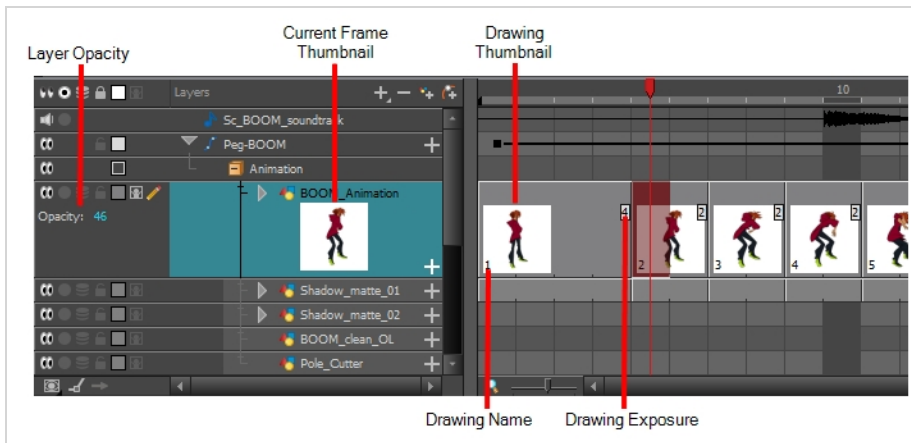 Layer Opacity
Current Frame
Thumbnail
Drawing
Thumbnail
Layers
10
Sc_BOOM_soundtrack
Peg-BOOM
Animation
BOOM_Animation
Opacity: 46
4
2
2
2
1
2
3
4
5
Shadow_matte_01
Shadow_matte_02
BOOM_clean_OL
Pole_Cutter
Drawing Name
Drawing Exposure